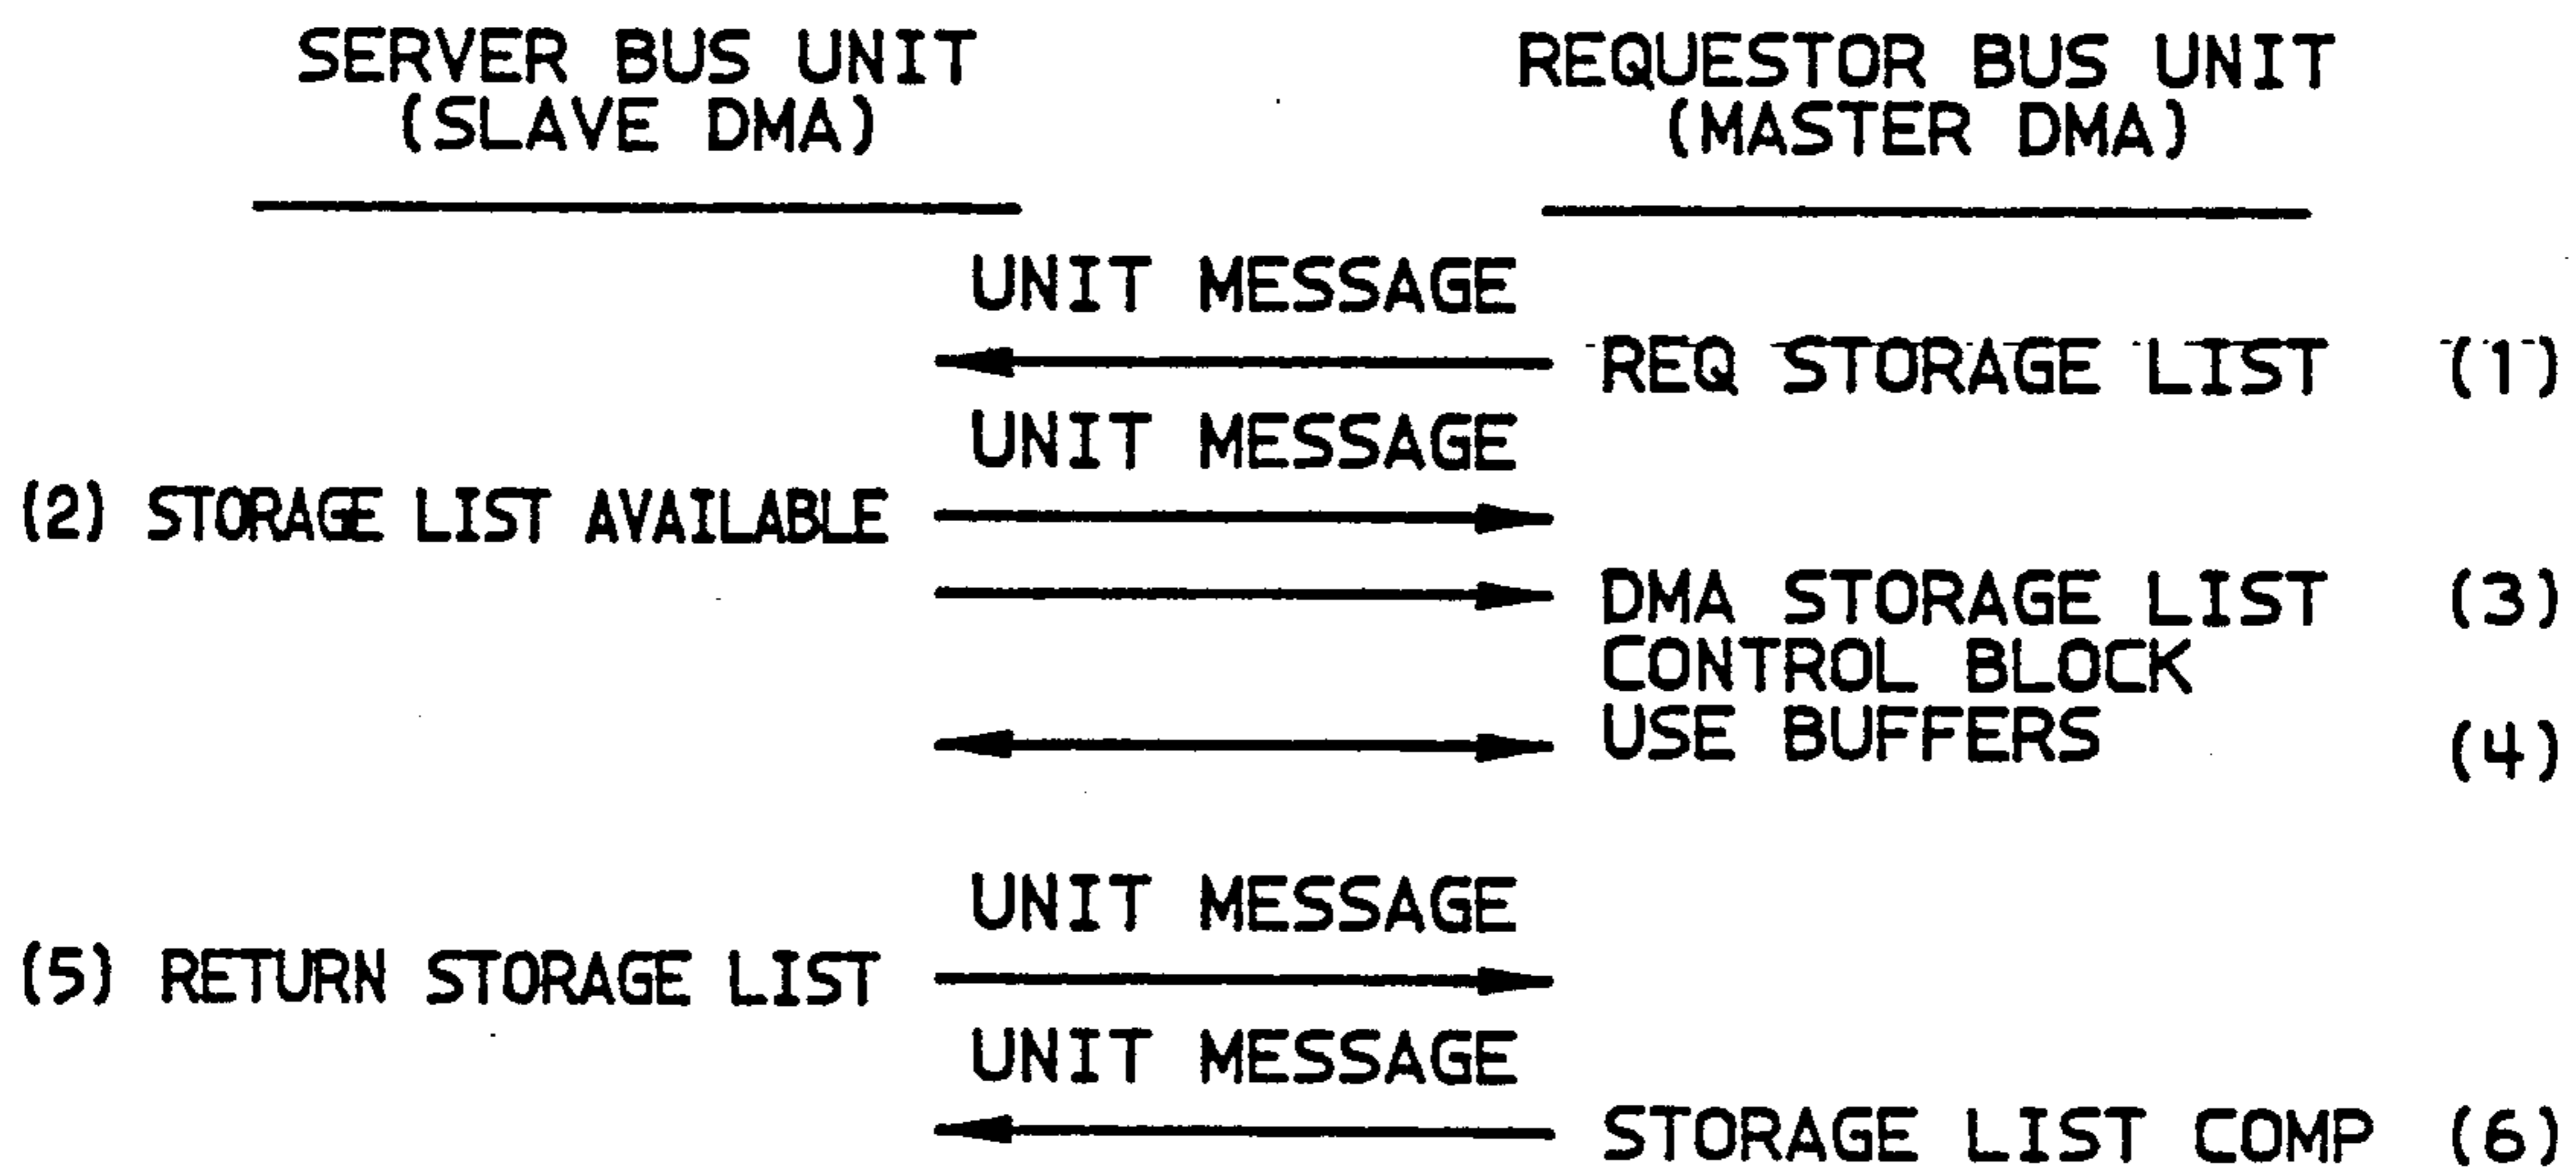 SERVER BUS UNIT
(SLAVE DMA)
REQUESTOR BUS UNIT
(MASTER DMA)
UNIT MESSAGE
REQ STORAGE LIST (1)
UNIT MESSAGE
(2) STORAGE LIST AVAILABLE
DMA STORAGE LIST (3)
CONTROL BLOCK
USE BUFFERS (4)
UNIT MESSAGE
(5) RETURN STORAGE LIST
UNIT MESSAGE
STORAGE LIST COMP (6)